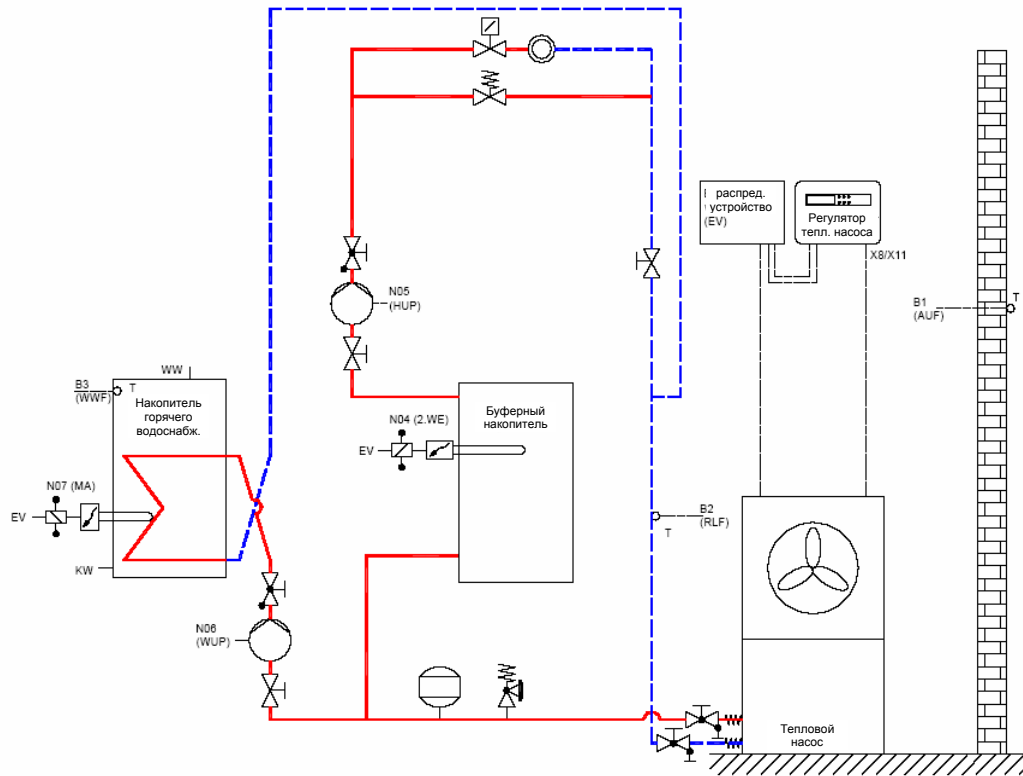 распред.
устройство
(EV)
Регулятор
тепл. насоса
X8/X11
B1
(AUF)
T
N05
(HUP)
WW
B3
(WWF)
T
Накопитель
горячего
водоснабж.
Буферный
накопитель
N04 (2.WE)
EV
N07 (MA)
EV
B2
(RLF)
T
KW
N06
(WUP)
Тепловой
насос